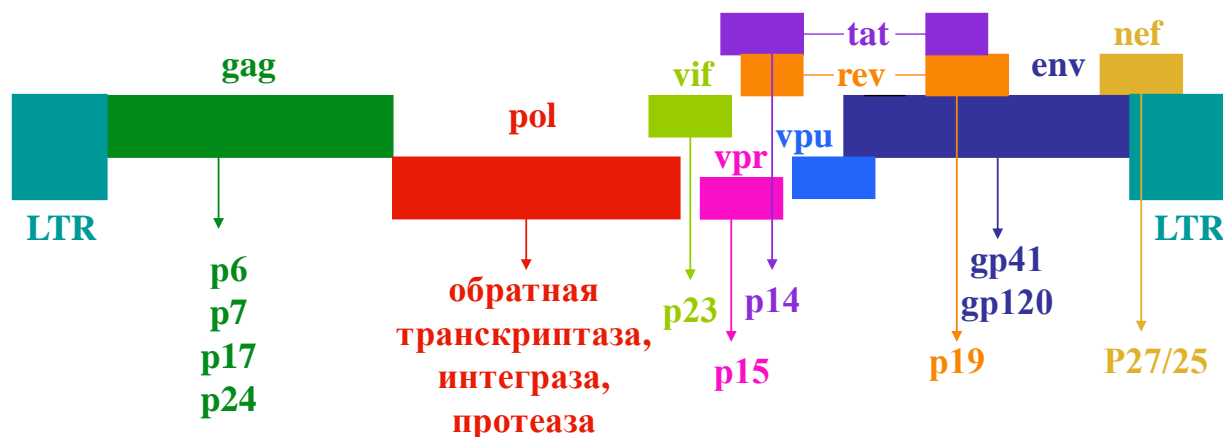 tat
nef
gag
vif
rev
env
pol
vpu
vpr
LTR
LTR
p6
p7
p17
p24
обратная
транскриптаза,
интеграза,
протеаза
p23
p14
p15
gp41
gp120
p19
P27/25